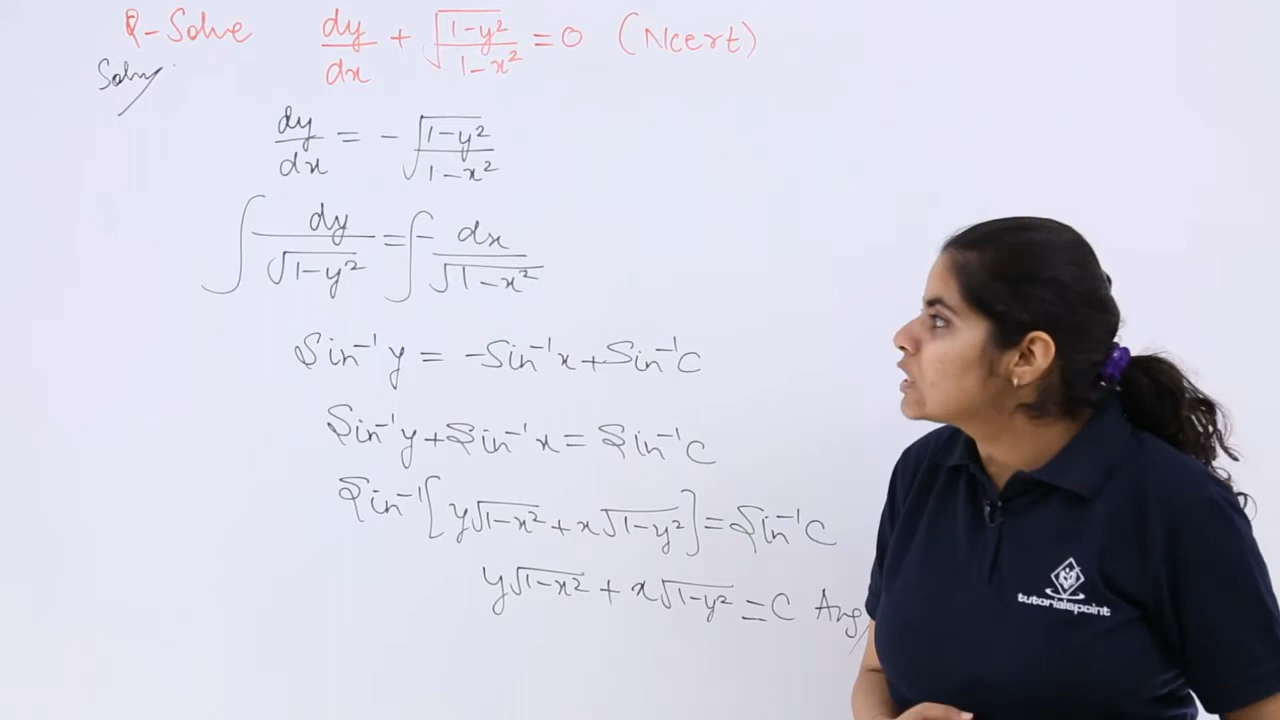 Q-Solve dy/dx + √(1-y²/1-x²) = 0 (Ncert)
Soln
dy/dx = -√(1-y²/1-x²)
∫ dy/√1-y² = ∫ - dx/√1-x²
Sin⁻¹y = -Sin⁻¹x + Sin⁻¹C
Sin⁻¹y + Sin⁻¹x = Sin⁻¹C
Sin⁻¹[y√1-x² + x√1-y²] = Sin⁻¹C
y√1-x² + x√1-y² = C Ans
tutorialspoint